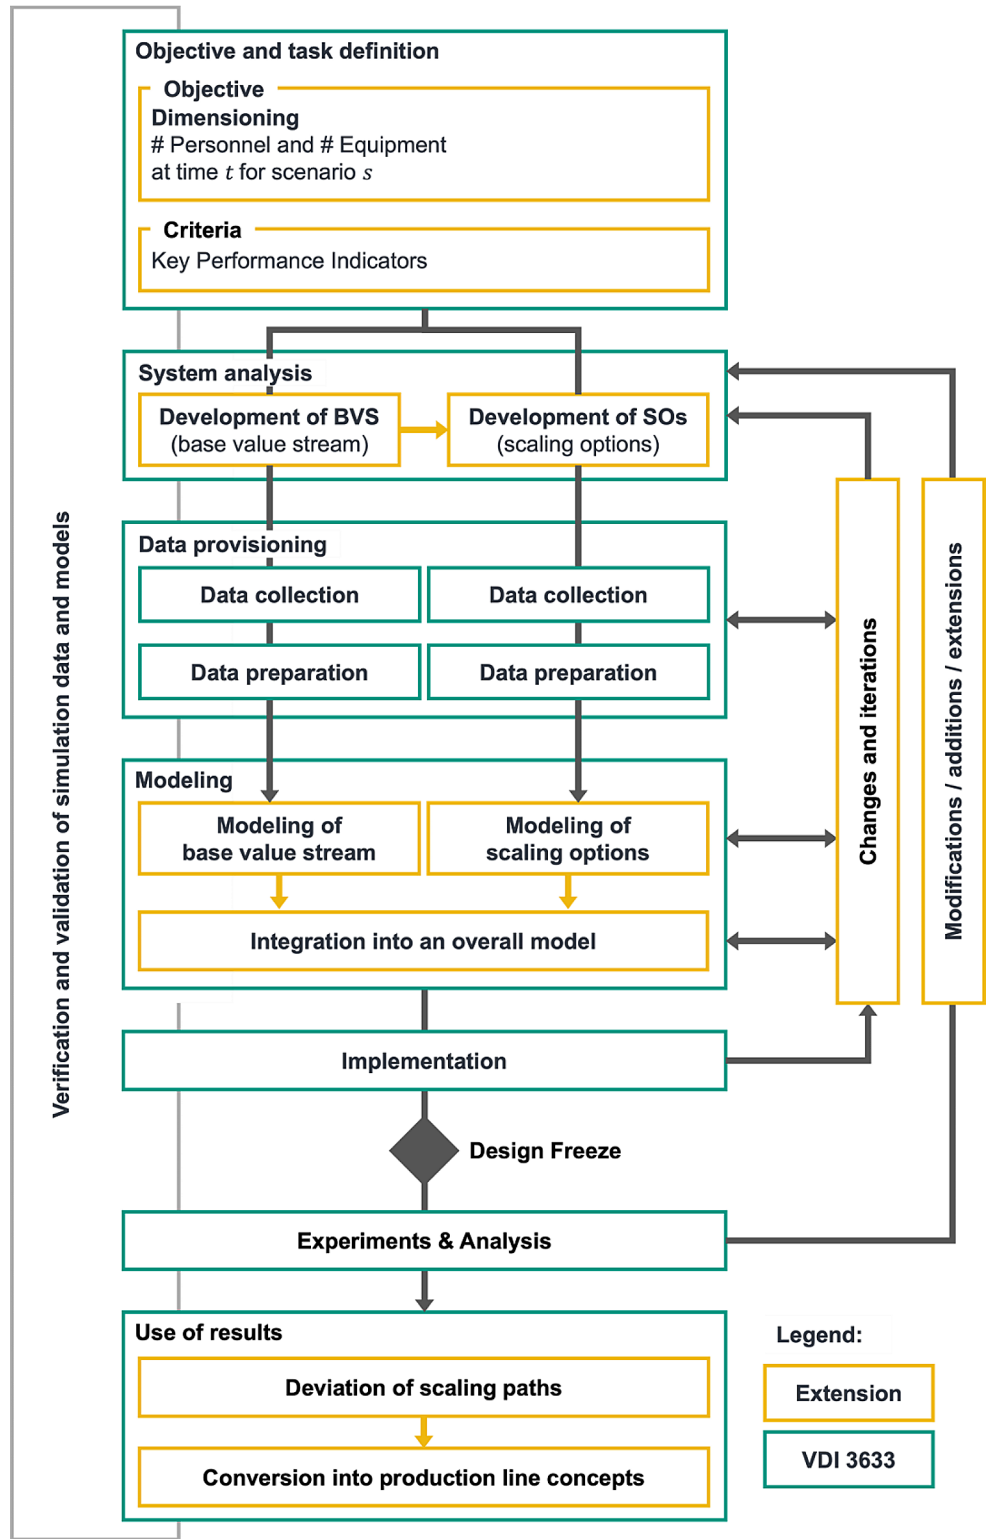 Objective and task definition
Objective
Dimensioning
# Personnel and # Equipment
at time t for scenario s
Criteria
Key Performance Indicators
System analysis
Development of BVS
(base value stream)
Development of SOs
(scaling options)
Data provisioning
Data collection
Data collection
Data preparation
Data preparation
Modeling
Modeling of
base value stream
Modeling of
scaling options
Integration into an overall model
Implementation
Design Freeze
Experiments & Analysis
Use of results
Deviation of scaling paths
Conversion into production line concepts
Verification and validation of simulation data and models
Changes and iterations
Modifications / additions / extensions
Legend:
Extension
VDI 3633